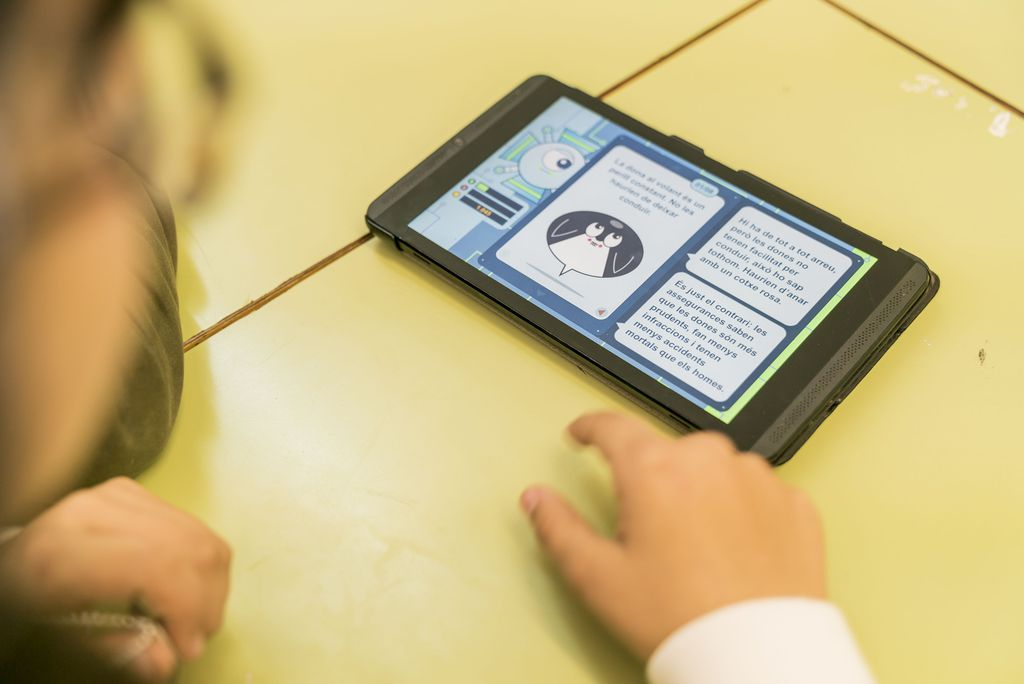 01/08
La dona al volant és un
perill constant. No les
haurien de deixar
conduir.
Hi ha de tot a tot arreu,
però les dones no
tenen facilitat per
conduir, això ho sap
tothom. Haurien d'anar
amb un cotxe rosa.
És just el contrari: les
assegurances saben
que les dones són més
prudents, fan menys
infraccions i tenen
menys accidents
mortals que els homes.